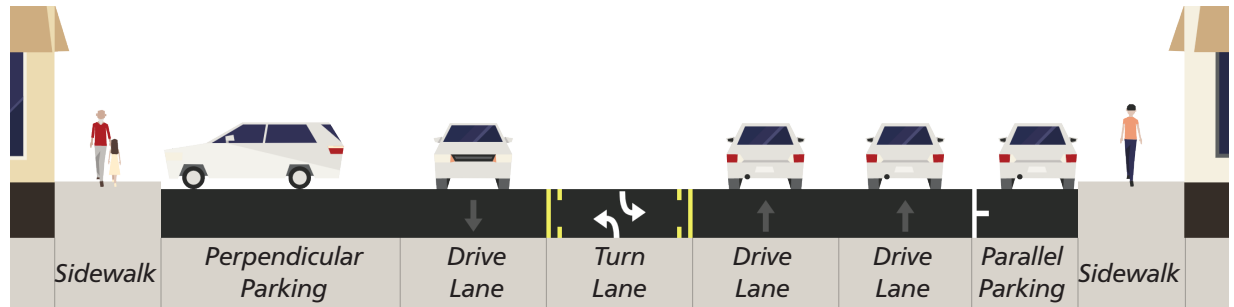 Sidewalk
Perpendicular
Parking
Drive
Lane
Turn
Lane
Drive
Lane
Drive
Lane
Parallel
Parking
Sidewalk